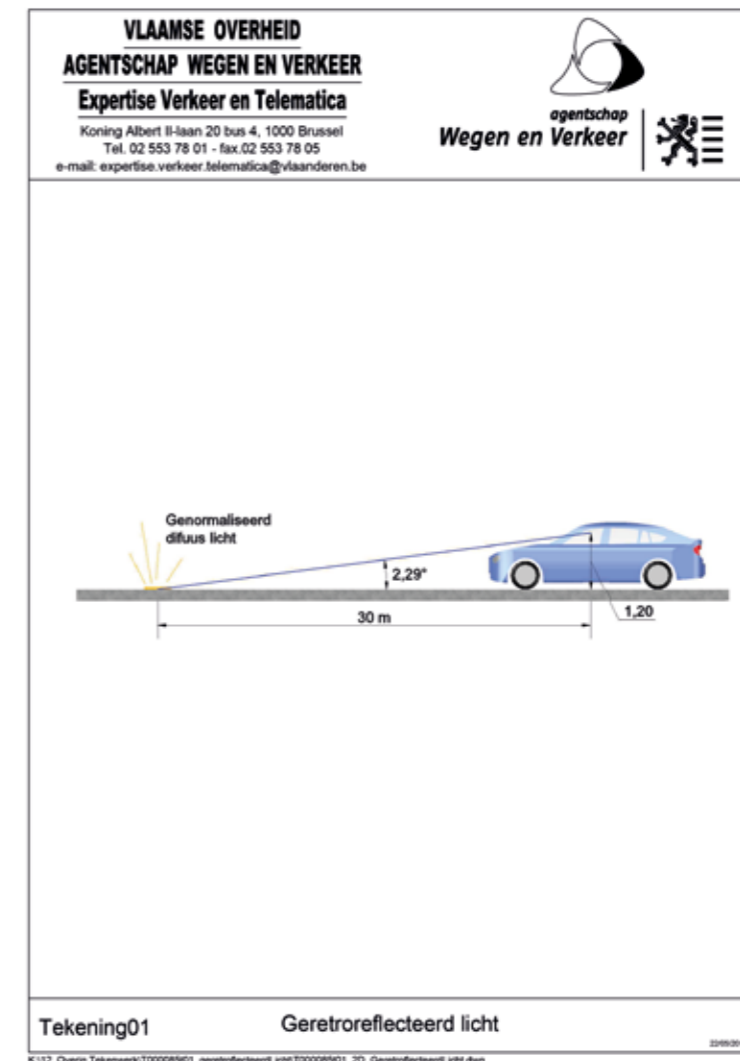 VLAAMSE OVERHEID
AGENTSCHAP WEGEN EN VERKEER
Expertise Verkeer en Telematica
Koning Albert II-laan 20 bus 4, 1000 Brussel
Tel. 02 553 78 01 - fax.02 553 78 05
e-mail: expertise.verkeer.telematica@vlaanderen.be
agentschap
Wegen en Verkeer
Genormaliseerd
difuus licht
2,29°
30 m
1,20
Tekening01
Geretroreflecteerd licht